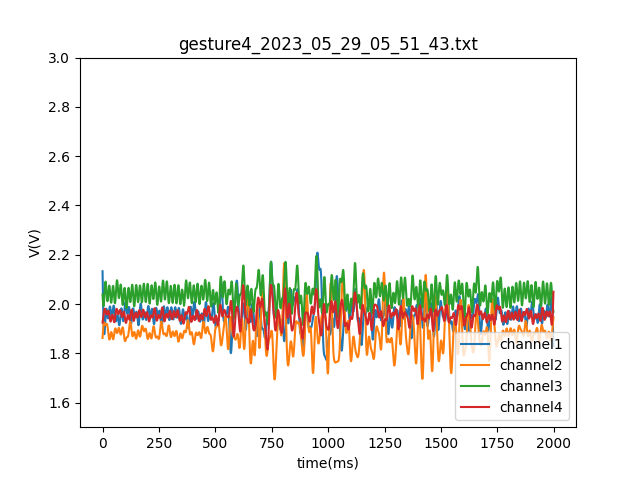 gesture4_2023_05_29_05_51_43.txt
3.0
2.8
2.6
2.4
2.2
2.0
1.8
1.6
V(V)
channel1
channel2
channel3
channel4
0 250 500 750 1000 1250 1500 1750 2000
time(ms)